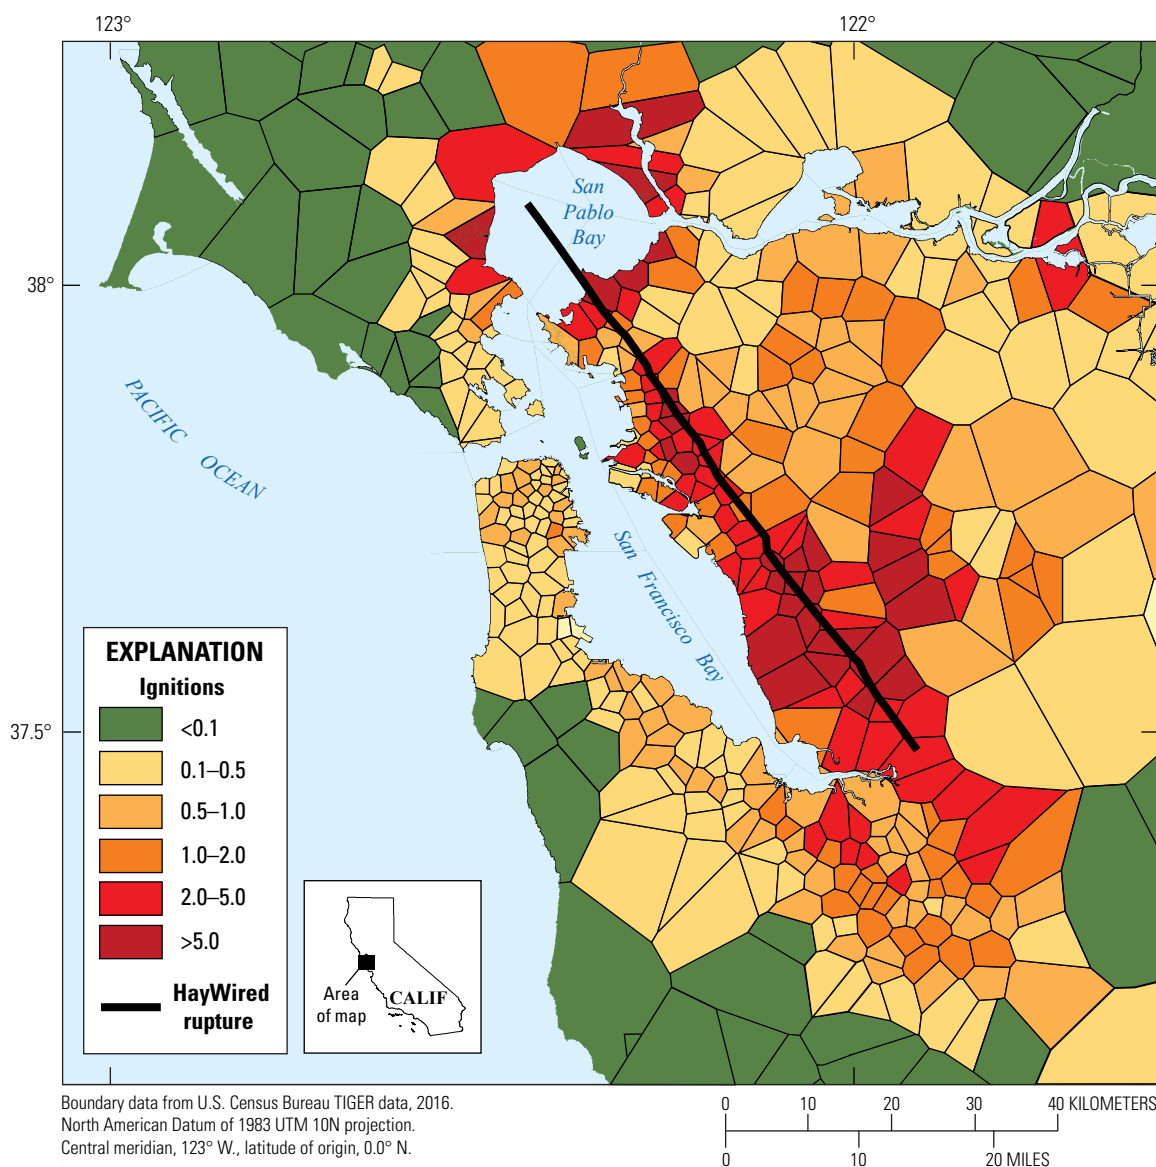 123°
122°
San
Pablo
Bay
38°
PACIFIC OCEAN
San Francisco Bay
37.5°
EXPLANATION
Ignitions
<0.1
0.1–0.5
0.5–1.0
1.0–2.0
2.0–5.0
>5.0
HayWired
rupture
Area
of map
CALIF
Boundary data from U.S. Census Bureau TIGER data, 2016.
North American Datum of 1983 UTM 10N projection.
Central meridian, 123° W., latitude of origin, 0.0° N.
0 10 20 30 40 KILOMETERS
0 10 20 MILES